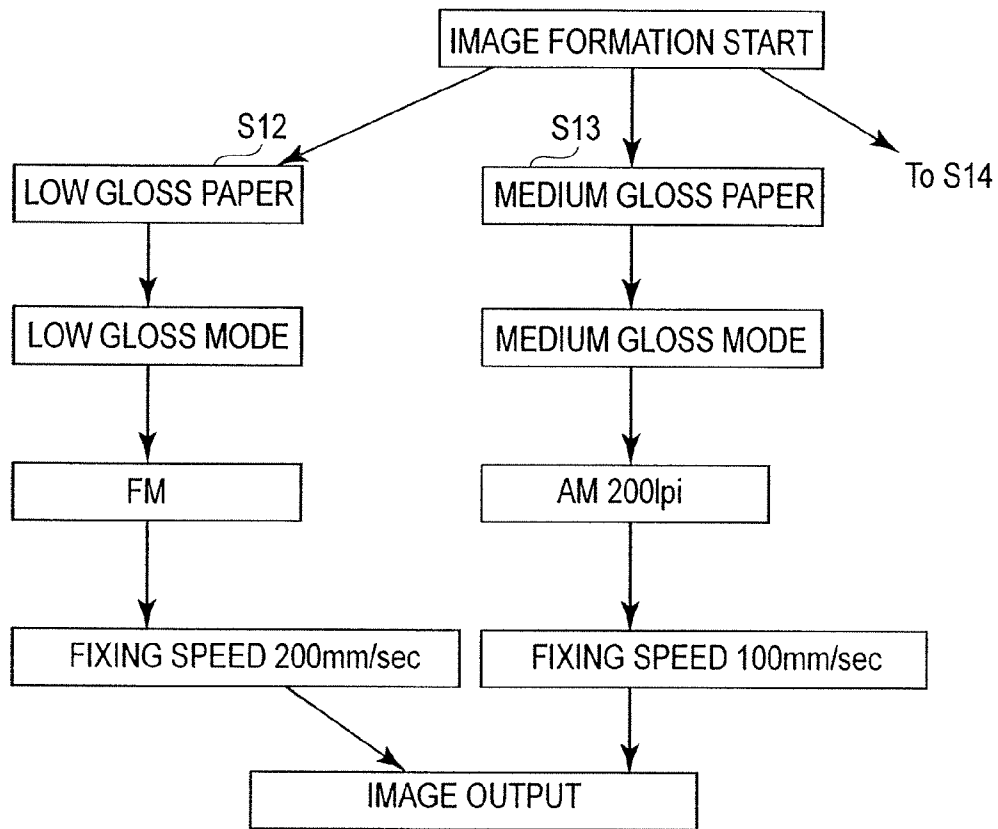 IMAGE FORMATION START
S12
S13
To S14
LOW GLOSS PAPER
MEDIUM GLOSS PAPER
LOW GLOSS MODE
MEDIUM GLOSS MODE
FM
AM 200lpi
FIXING SPEED 200mm/sec
FIXING SPEED 100mm/sec
IMAGE OUTPUT